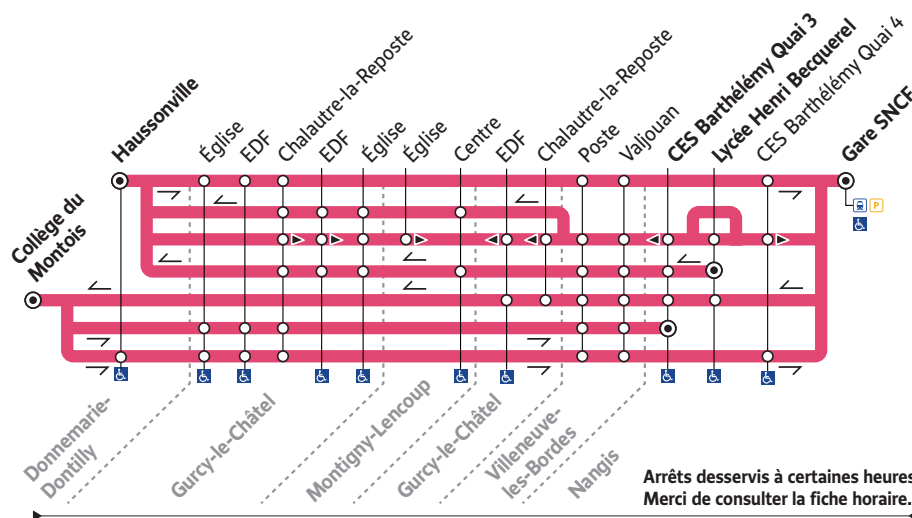 Collège du
Montois
Haussonville
Église
EDF
Chalautre-la-Reposte
EDF
Église
Église
Centre
EDF
Chalautre-la-Reposte
Poste
Valjouan
CES Barthélémy Quai 3
Lycée Henri Becquerel
CES Barthélémy Quai 4
Gare SNCF
P
Donnemarie-
Dontilly
Gurcy-le-Châtel
Montigny-Lencoup
Gurcy-le-Châtel
Villeneuve-
les-Bordes
Nangis
Arrêts desservis à certaines heures
Merci de consulter la fiche horaire.